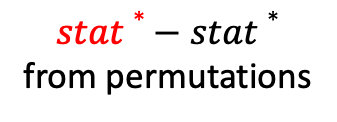 stat * − stat *
from permutations